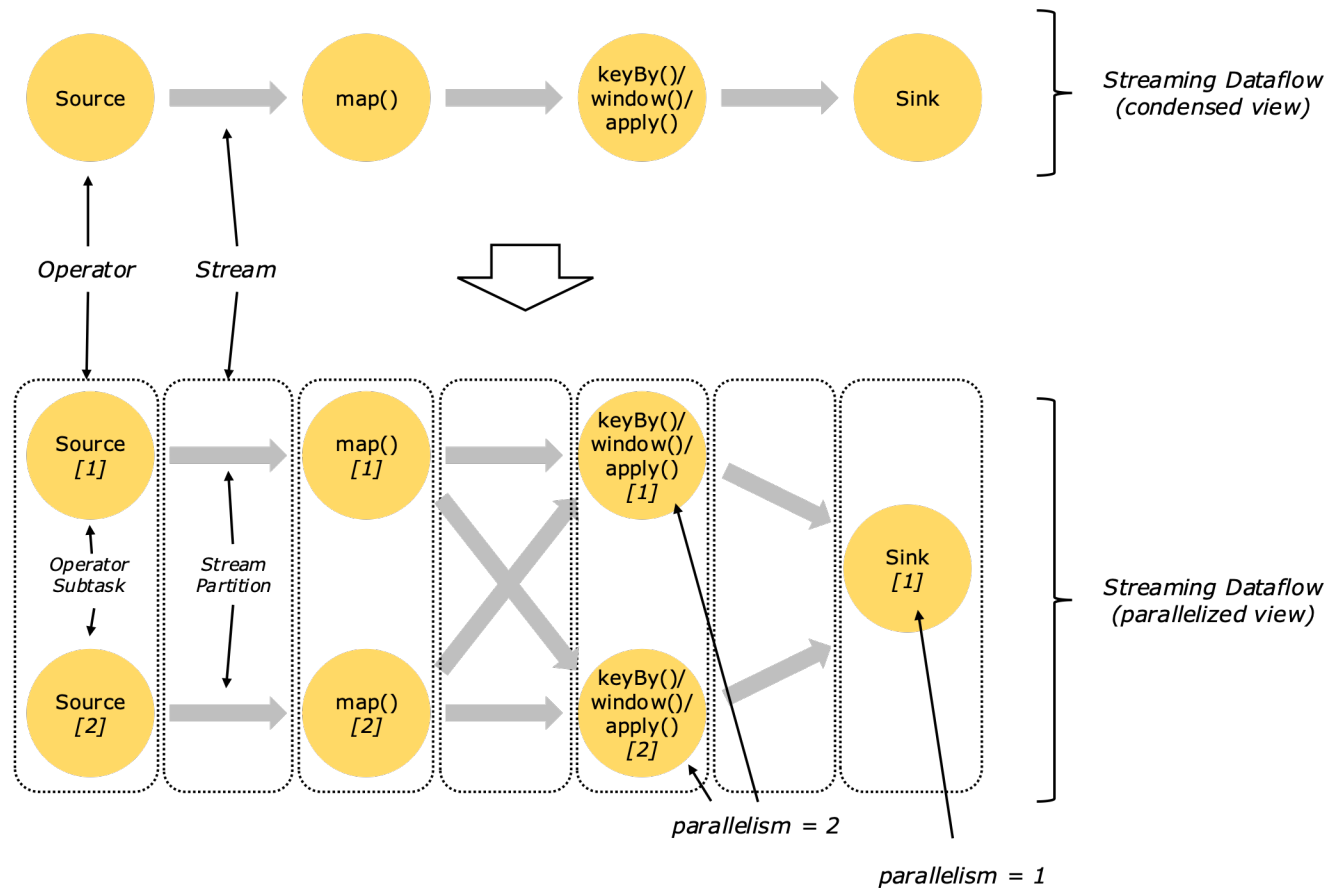 Source
map()
keyBy()/
window()/
apply()
Sink
Streaming Dataflow
(condensed view)
Operator
Stream
Source
[1]
map()
[1]
keyBy()/
window()/
apply()
[1]
Operator
Subtask
Stream
Partition
Sink
[1]
Streaming Dataflow
(parallelized view)
Source
[2]
map()
[2]
keyBy()/
window()/
apply()
[2]
parallelism = 2
parallelism = 1